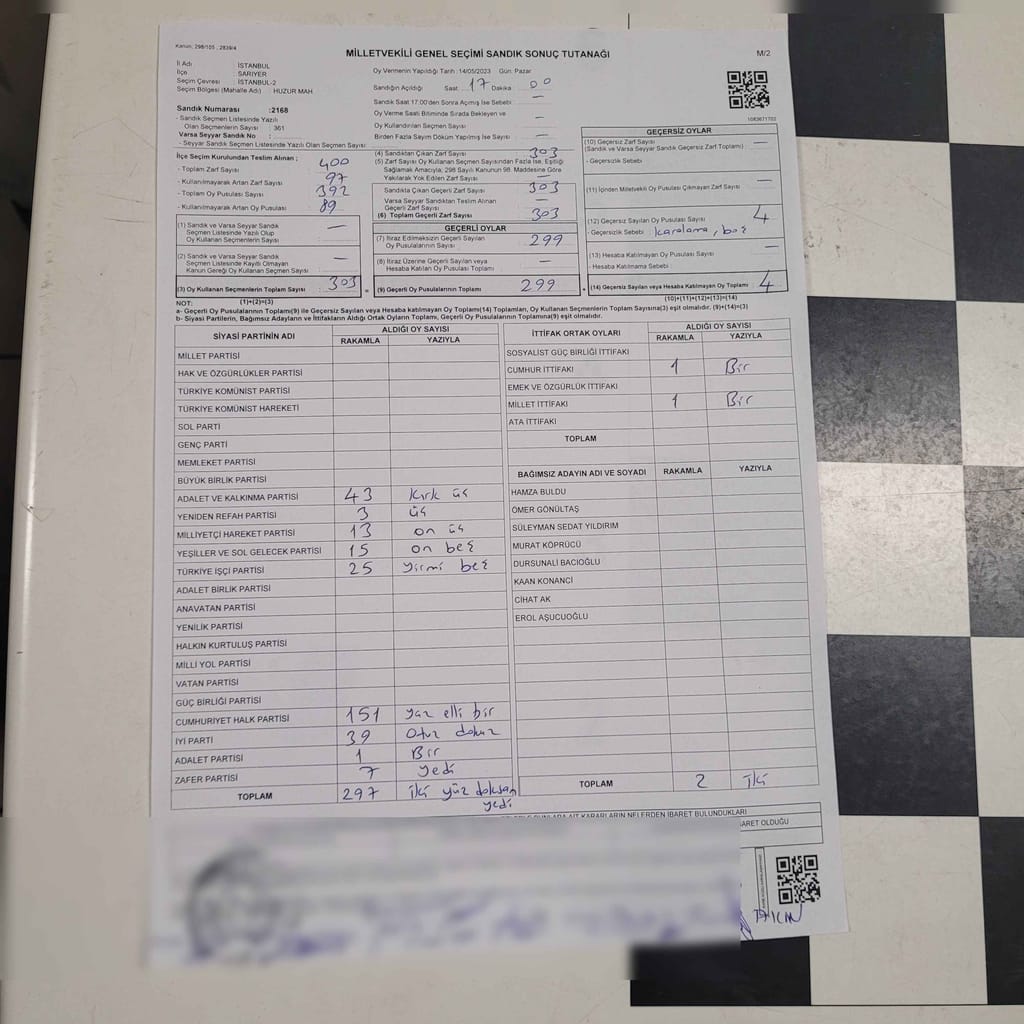 Kanun, 298/105 , 2839/4
MİLLETVEKİLİ GENEL SEÇİMİ SANDIK SONUÇ TUTANAĞI
M/2
İl Adı : İSTANBUL
İlçe : SARIYER
Seçim Çevresi : İSTANBUL-2
Seçim Bölgesi (Mahalle Adı) : HUZUR MAH
Sandık Numarası :2168
- Sandık Seçmen Listesinde Yazılı
Olan Seçmenlerin Sayısı : 361
Varsa Seyyar Sandık No :
- Seyyar Sandık Seçmen Listesinde Yazılı Olan Seçmen Sayısı :
Oy Vermenin Yapıldığı Tarih :14/05/2023 Gün: Pazar
Sandığın Açıldığı Saat: 17 Dakika 00
Sandık Saat 17:00'den Sonra Açılmış İse Sebebi : —
Oy Verme Saati Bitiminde Sırada Bekleyen ve
Oy Kullandırılan Seçmen Sayısı : —
Birden Fazla Sayım Döküm Yapılmış İse Sayısı : —
1083671702
İlçe Seçim Kurulundan Teslim Alınan ;
- Toplam Zarf Sayısı : 400
- Kullanılmayarak Artan Zarf Sayısı : 97
- Toplam Oy Pusulası Sayısı : 392
- Kullanılmayarak Artan Oy Pusulası : 89
(1) Sandık ve Varsa Seyyar Sandık
Seçmen Listesinde Yazılı Olup
Oy Kullanan Seçmenlerin Sayısı : —
(2) Sandık ve Varsa Seyyar Sandık
Seçmen Listesinde Kayıtlı Olmayan
Kanun Gereği Oy Kullanan Seçmen Sayısı : —
(3) Oy Kullanan Seçmenlerin Toplam Sayısı : 303
(4) Sandıktan Çıkan Zarf Sayısı : 303
(5) Zarf Sayısı Oy Kullanan Seçmen Sayısından Fazla İse, Eşitliği
Sağlamak Amacıyla; 298 Sayılı Kanunun 98. Maddesine Göre
Yakılarak Yok Edilen Zarf Sayısı : —
Sandıkta Çıkan Geçerli Zarf Sayısı : 303
Varsa Seyyar Sandıktan Teslim Alınan
Geçerli Zarf Sayısı : —
(6) Toplam Geçerli Zarf Sayısı : 303
GEÇERLİ OYLAR
(7) İtiraz Edilmeksizin Geçerli Sayılan
Oy Pusulalarının Sayısı : 299
(8) İtiraz Üzerine Geçerli Sayılan veya
Hesaba Katılan Oy Pusulası Toplamı : —
(9) Geçerli Oy Pusulalarının Toplamı : 299
GEÇERSİZ OYLAR
(10) Geçersiz Zarf Sayısı
(Sandık ve Varsa Seyyar Sandık Geçersiz Zarf Toplamı) : —
- Geçersizlik Sebebi :
(11) İçinden Milletvekili Oy Pusulası Çıkmayan Zarf Sayısı : —
(12) Geçersiz Sayılan Oy Pusulası Sayısı : 4
- Geçersizlik Sebebi : karalama, boş
(13) Hesaba Katılmayan Oy Pusulası Sayısı : —
- Hesaba Katılmama Sebebi :
(14) Geçersiz Sayılan veya Hesaba Katılmayan Oy Toplamı : 4
NOT: (1)+(2)=(3) (10)+(11)+(12)+(13)=(14)
a- Geçerli Oy Pusulalarının Toplamı(9) ile Geçersiz Sayılan veya Hesaba katılmayan Oy Toplamı(14) Toplamları, Oy Kullanan Seçmenlerin Toplam Sayısına(3) eşit olmalıdır. (9)+(14)=(3)
b- Siyasi Partilerin, Bağımsız Adayların ve İttifakların Aldığı Ortak Oyların Toplamı, Geçerli Oy Pusulalarının Toplamına(9) eşit olmalıdır.
SİYASİ PARTİNİN ADI ALDIĞI OY SAYISI
RAKAMLA YAZIYLA
MİLLET PARTİSİ
HAK VE ÖZGÜRLÜKLER PARTİSİ
TÜRKİYE KOMÜNİST PARTİSİ
TÜRKİYE KOMÜNİST HAREKETİ
SOL PARTİ
GENÇ PARTİ
MEMLEKET PARTİSİ
BÜYÜK BİRLİK PARTİSİ
ADALET VE KALKINMA PARTİSİ 43 kırk üç
YENİDEN REFAH PARTİSİ 3 üç
MİLLİYETÇİ HAREKET PARTİSİ 13 on üç
YEŞİLLER VE SOL GELECEK PARTİSİ 15 on beş
TÜRKİYE İŞÇİ PARTİSİ 25 yirmi beş
ADALET BİRLİK PARTİSİ
ANAVATAN PARTİSİ
YENİLİK PARTİSİ
HALKIN KURTULUŞ PARTİSİ
MİLLİ YOL PARTİSİ
VATAN PARTİSİ
GÜÇ BİRLİĞİ PARTİSİ
CUMHURİYET HALK PARTİSİ 151 yüz elli bir
İYİ PARTİ 39 otuz dokuz
ADALET PARTİSİ 1 Bir
ZAFER PARTİSİ 7 yedi
TOPLAM 297 iki yüz doksan
yedi
İTTİFAK ORTAK OYLARI ALDIĞI OY SAYISI
RAKAMLA YAZIYLA
SOSYALİST GÜÇ BİRLİĞİ İTTİFAKI
CUMHUR İTTİFAKI 1 Bir
EMEK VE ÖZGÜRLÜK İTTİFAKI
MİLLET İTTİFAKI 1 Bir
ATA İTTİFAKI
TOPLAM
BAĞIMSIZ ADAYIN ADI VE SOYADI RAKAMLA YAZIYLA
HAMZA BULDU
ÖMER GÖNÜLTAŞ
SÜLEYMAN SEDAT YILDIRIM
MURAT KÖPRÜCÜ
DURSUNALİ BACIOĞLU
KAAN KONANCİ
CİHAT AK
EROL AŞUCUOĞLU
TOPLAM 2 iki
KARARLARIN NELERDEN İBARET BULUNDUKLARI
OLDUĞU